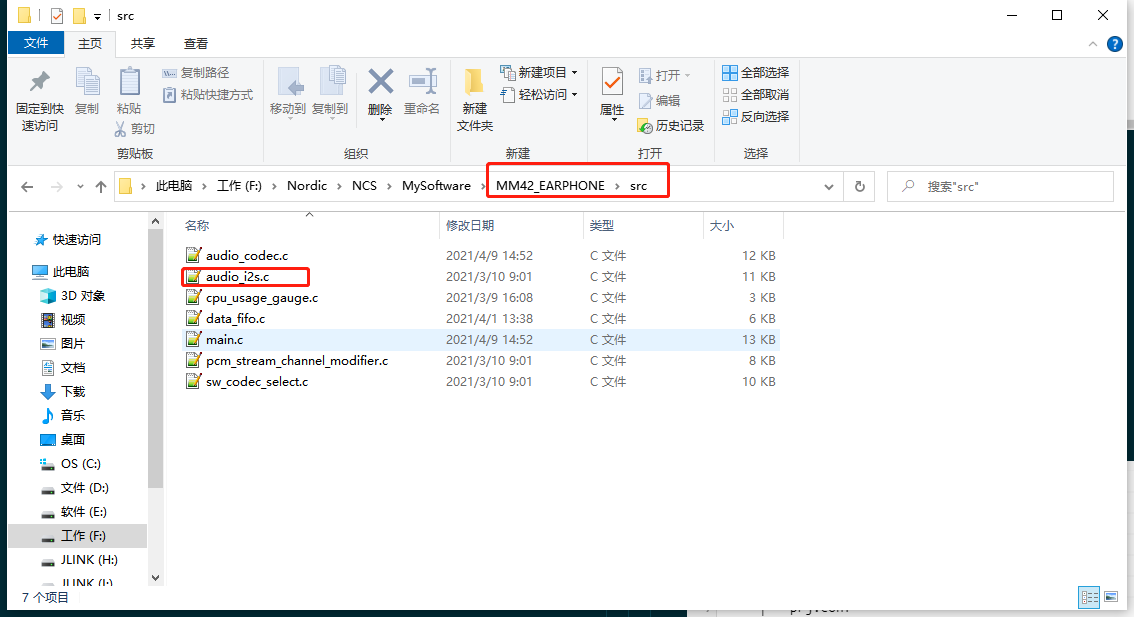 src
文件 主页 共享 查看
固定到快速访问
复制
粘贴
复制路径
粘贴快捷方式
剪切
剪贴板
移动到
复制到
删除
重命名
组织
新建文件夹
新建项目
轻松访问
新建
属性
打开
编辑
历史记录
打开
全部选择
全部取消
反向选择
选择
此电脑 工作 (F:) Nordic NCS MySoftware MM42_EARPHONE src
搜索"src"
名称 修改日期 类型 大小
audio_codec.c 2021/4/9 14:52 C 文件 12 KB
audio_i2s.c 2021/3/10 9:01 C 文件 11 KB
cpu_usage_gauge.c 2021/3/9 16:08 C 文件 3 KB
data_fifo.c 2021/4/1 13:38 C 文件 6 KB
main.c 2021/4/9 14:52 C 文件 13 KB
pcm_stream_channel_modifier.c 2021/3/10 9:01 C 文件 8 KB
sw_codec_select.c 2021/3/10 9:01 C 文件 10 KB
快速访问
此电脑
3D 对象
视频
图片
文档
下载
音乐
桌面
OS (C:)
文件 (D:)
软件 (E:)
工作 (F:)
JLINK (H:)
JLINK (I:)
7 个项目